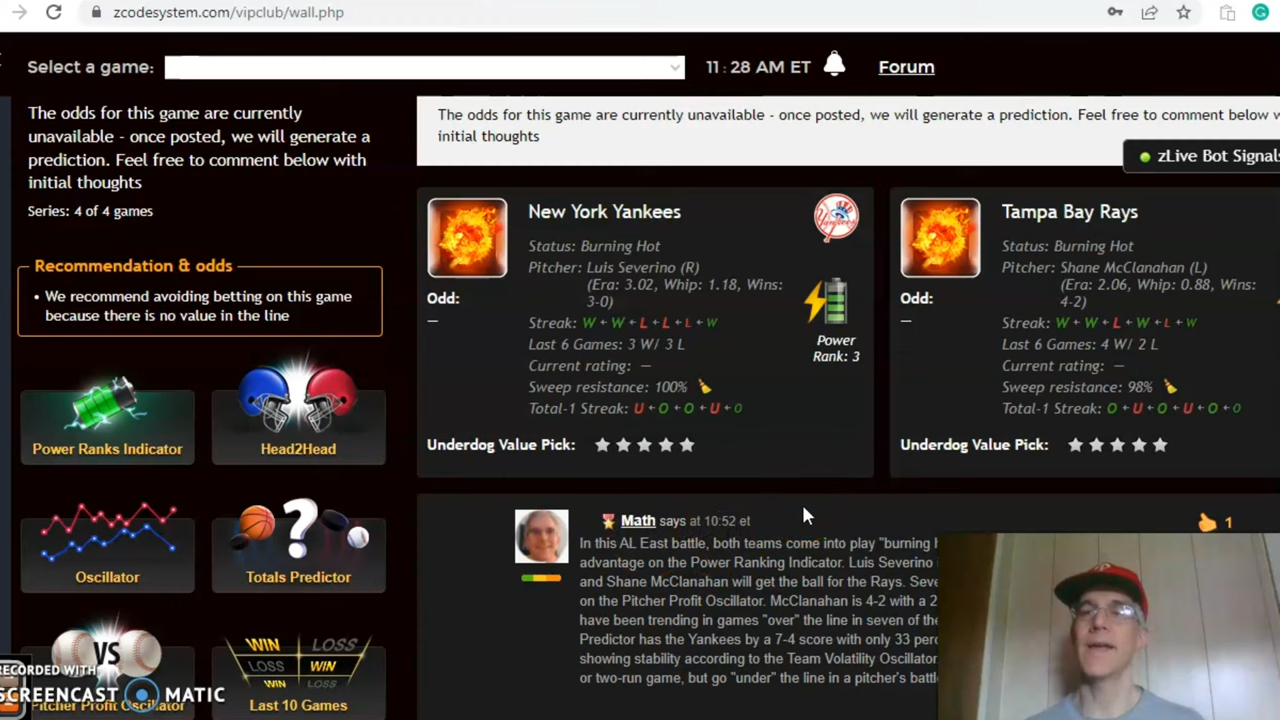 zcodesystem.com/vipclub/wall.php
Select a game:
11:28 AM ET
Forum
The odds for this game are currently
unavailable - once posted, we will generate a
prediction. Feel free to comment below with
initial thoughts
Series: 4 of 4 games
Recommendation & odds
• We recommend avoiding betting on this game
because there is no value in the line
Power Ranks Indicator
Head2Head
Oscillator
Totals Predictor
VS
Pitcher Profit Oscillator
WIN LOSS
LOSS WIN
WIN LOSS
Last 10 Games
RECORDED WITH
SCREENCAST MATIC
The odds for this game are currently unavailable - once posted, we will generate a prediction. Feel free to comment below
initial thoughts
zLive Bot Signals
New York Yankees
Status: Burning Hot
Pitcher: Luis Severino (R)
(Era: 3.02, Whip: 1.18, Wins:
3-0)
Odd:
—
Streak: W←W←L←L←L←W
Last 6 Games: 3 W/ 3 L
Current rating: —
Sweep resistance: 100%
Total-1 Streak: U←O←O←U←O
Underdog Value Pick:
Power
Rank: 3
Tampa Bay Rays
Status: Burning Hot
Pitcher: Shane McClanahan (L)
(Era: 2.06, Whip: 0.88, Wins:
4-2)
Odd:
—
Streak: W←W←L←W←L←W
Last 6 Games: 4 W/ 2 L
Current rating: —
Sweep resistance: 98%
Total-1 Streak: O←U←O←U←O←O
Underdog Value Pick:
Math says at 10:52 et
1
In this AL East battle, both teams come into play "burning
advantage on the Power Ranking Indicator. Luis Severino
and Shane McClanahan will get the ball for the Rays.
on the Pitcher Profit Oscillator. McClanahan is 4-2 with a 2
have been trending in games "over" the line in seven of the
Predictor has the Yankees by a 7-4 score with only 33
showing stability according to the Team Volatility Oscillator.
or two-run game, but go "under" the line in a pitcher's